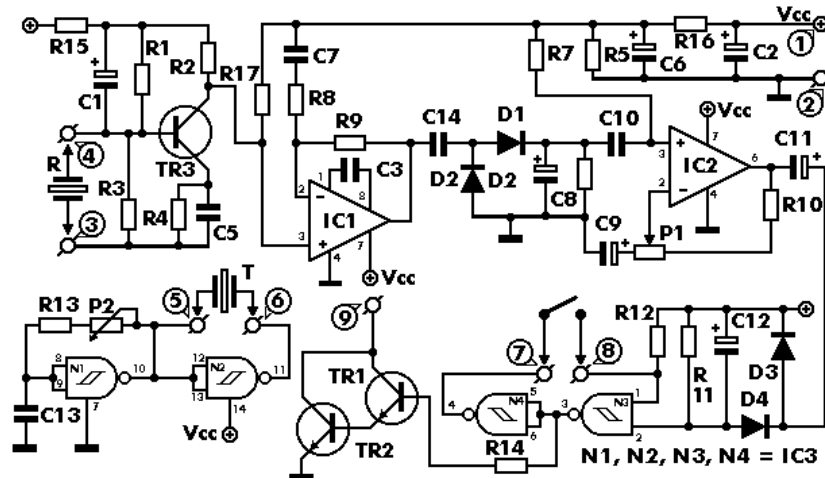 Vcc
R15
R1
R2
R17
C7
R7
R5
R16
C1
C6
C2
1
R8
2
R9
C14
D1
C10
Vcc
4
TR3
C3
7
C11
R
1
8
3
+
IC2
6
R3
2
−
D2
D2
C8
2
−
R4
IC1
C9
4
R10
3
C5
3
+
4
7
P1
Vcc
T
9
R13
P2
5
6
R12
C12
7
8
8
9
N1
10
12
13
N2
11
TR1
4
N4
5
6
3
N3
1
2
R
11
D3
D4
C13
7
14
Vcc
TR2
R14
N1, N2, N3, N4 = IC3